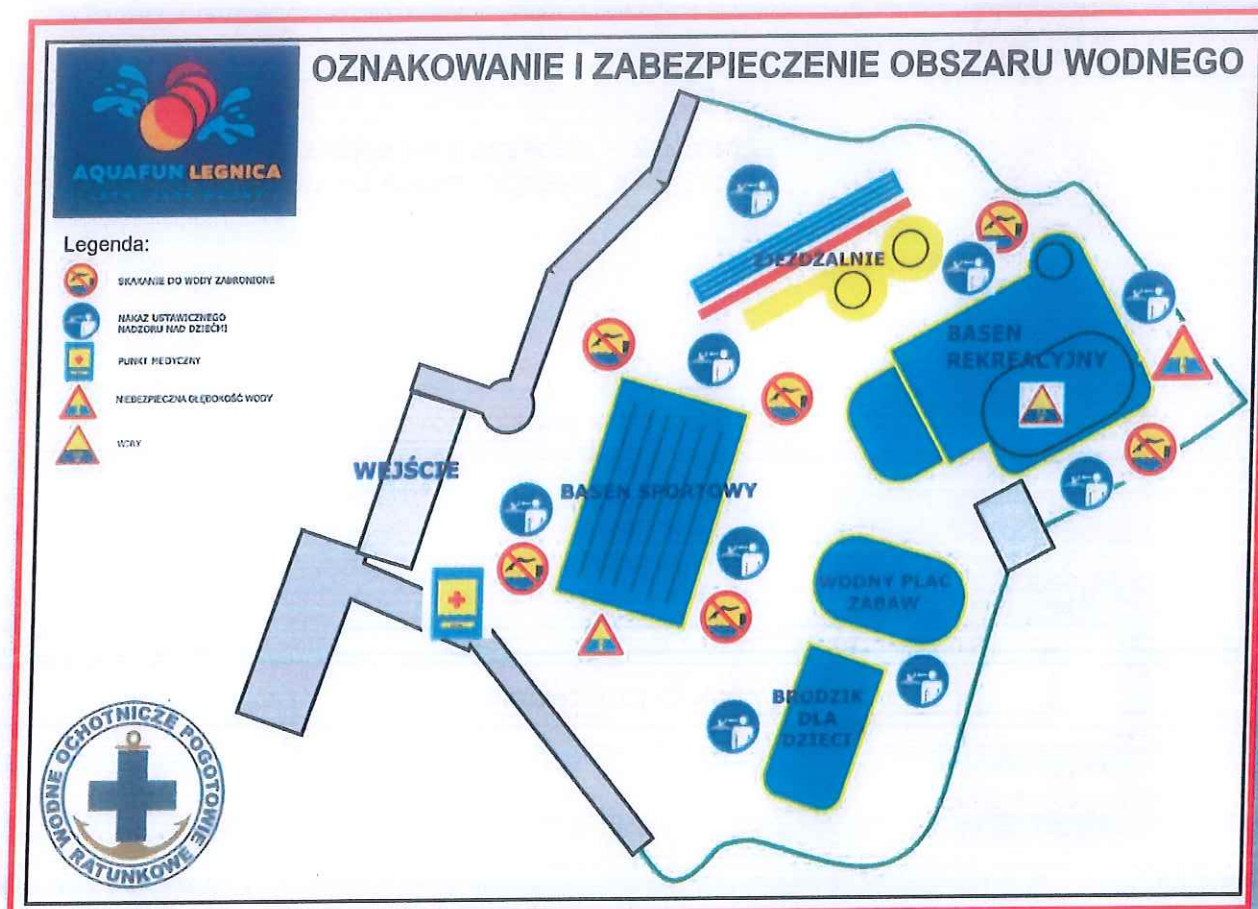 OZNAKOWANIE I ZABEZPIECZENIE OBSZARU WODNEGO
AQUAFUN LEGNICA
Legenda:
SKAKANIE DO WODY ZABRONIONE
NAKAZ USTAWICZNEGO
NADZORU NAD DZIEĆMI
PUNKT MEDYCZNY
NIEBEZPIECZNA GŁĘBOKOŚĆ WODY
WIRY
ZJEŻDŻALNIE
BASEN
REKREACYJNY
WEJŚCIE
BASEN SPORTOWY
WODNY PLAC
ZABAW
BRODZIK
DLA
DZIECI
WODNE OCHOTNICZE POGOTOWIE RATUNKOWE